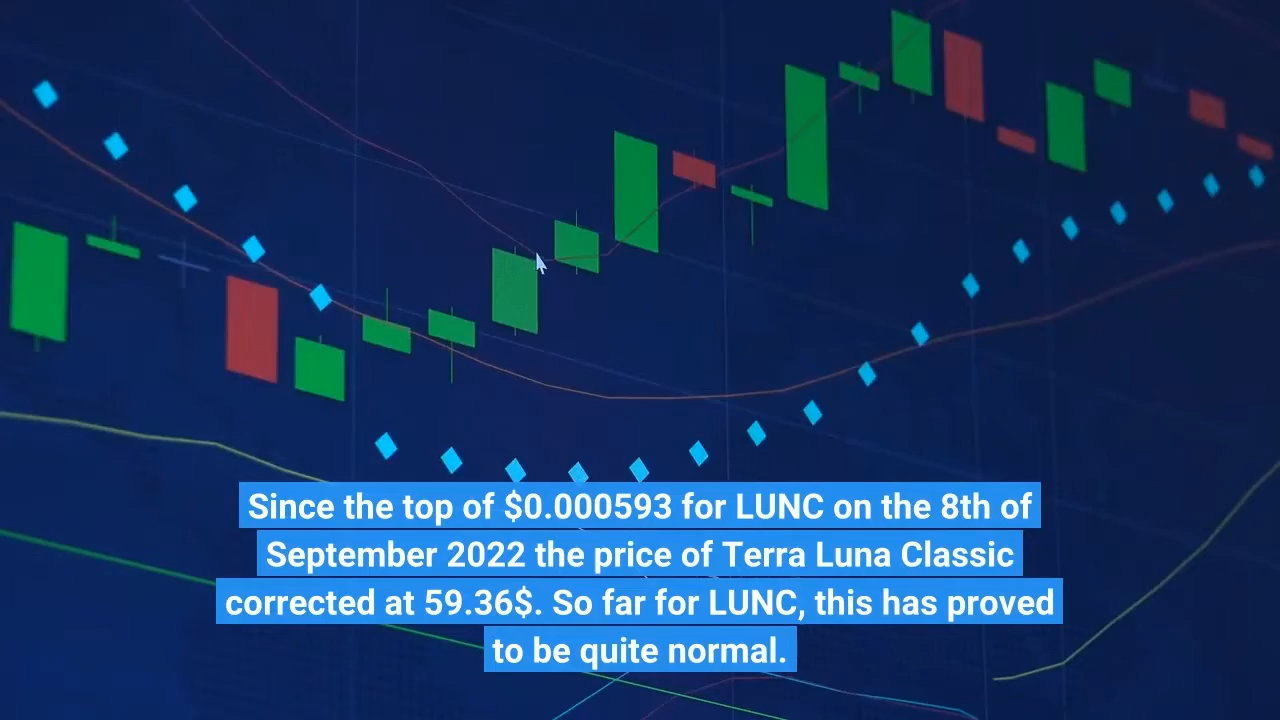 Since the top of $0.000593 for LUNC on the 8th of
September 2022 the price of Terra Luna Classic
corrected at 59.36$. So far for LUNC, this has proved
to be quite normal.